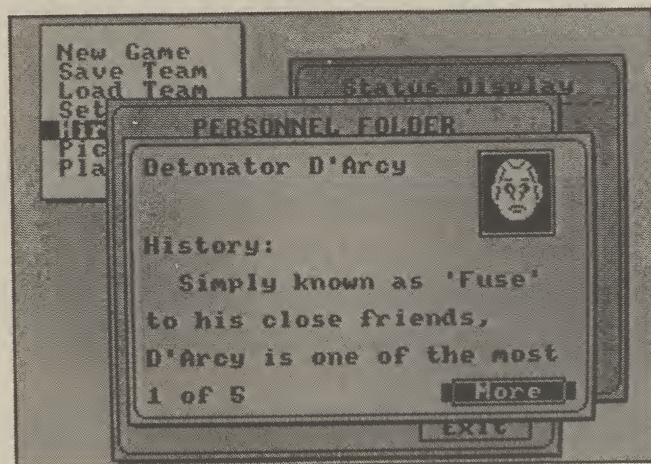 New Game
Save Team
Load Team
Set
Pic
Pla
Status Display
PERSONNEL FOLDER
Detonator D'Arcy
History:
Simply known as 'Fuse'
to his close friends,
D'Arcy is one of the most
1 of 5
More
Exit